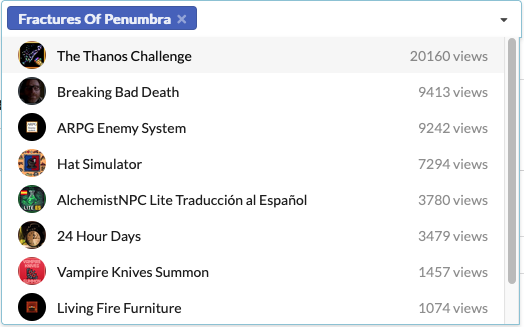 Fractures Of Penumbra ×
The Thanos Challenge 20160 views
Breaking Bad Death 9413 views
ARPG Enemy System 9242 views
Hat Simulator 7294 views
AlchemistNPC Lite Traducción al Español 3780 views
24 Hour Days 3479 views
Vampire Knives Summon 1457 views
Living Fire Furniture 1074 views